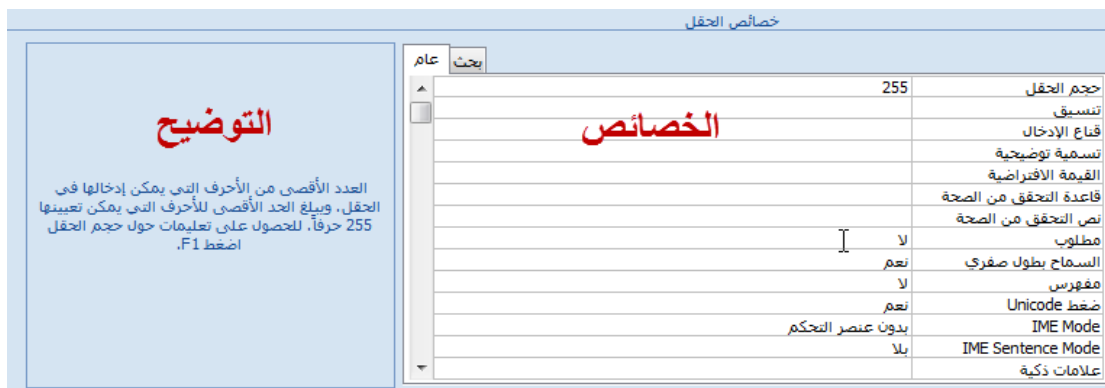 خصائص الحقل
عام بحث
حجم الحقل 255
تنسيق
قناع الإدخال
تسمية توضيحية
القيمة الافتراضية
قاعدة التحقق من الصحة
نص التحقق من الصحة
مطلوب لا
السماح بطول صفري نعم
مفهرس لا
ضغط Unicode نعم
IME Mode بدون عنصر التحكم
IME Sentence Mode بلا
علامات ذكية
الخصائص
التوضيح
العدد الأقصى من الأحرف التي يمكن إدخالها في
الحقل، ويبلغ الحد الأقصى للأحرف التي يمكن تعيينها
255 حرفاً. للحصول على تعليمات حول حجم الحقل
اضغط F1.